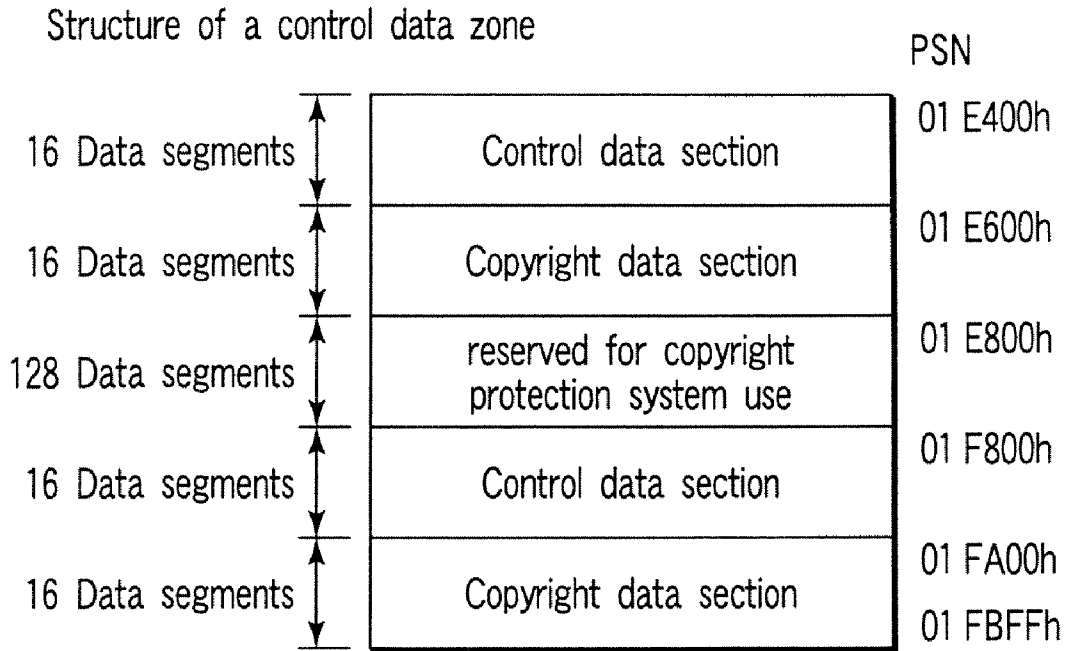 Structure of a control data zone
PSN
16 Data segments
Control data section
01 E400h
16 Data segments
Copyright data section
01 E600h
128 Data segments
reserved for copyright
protection system use
01 E800h
16 Data segments
Control data section
01 F800h
16 Data segments
Copyright data section
01 FA00h
01 FBFFh